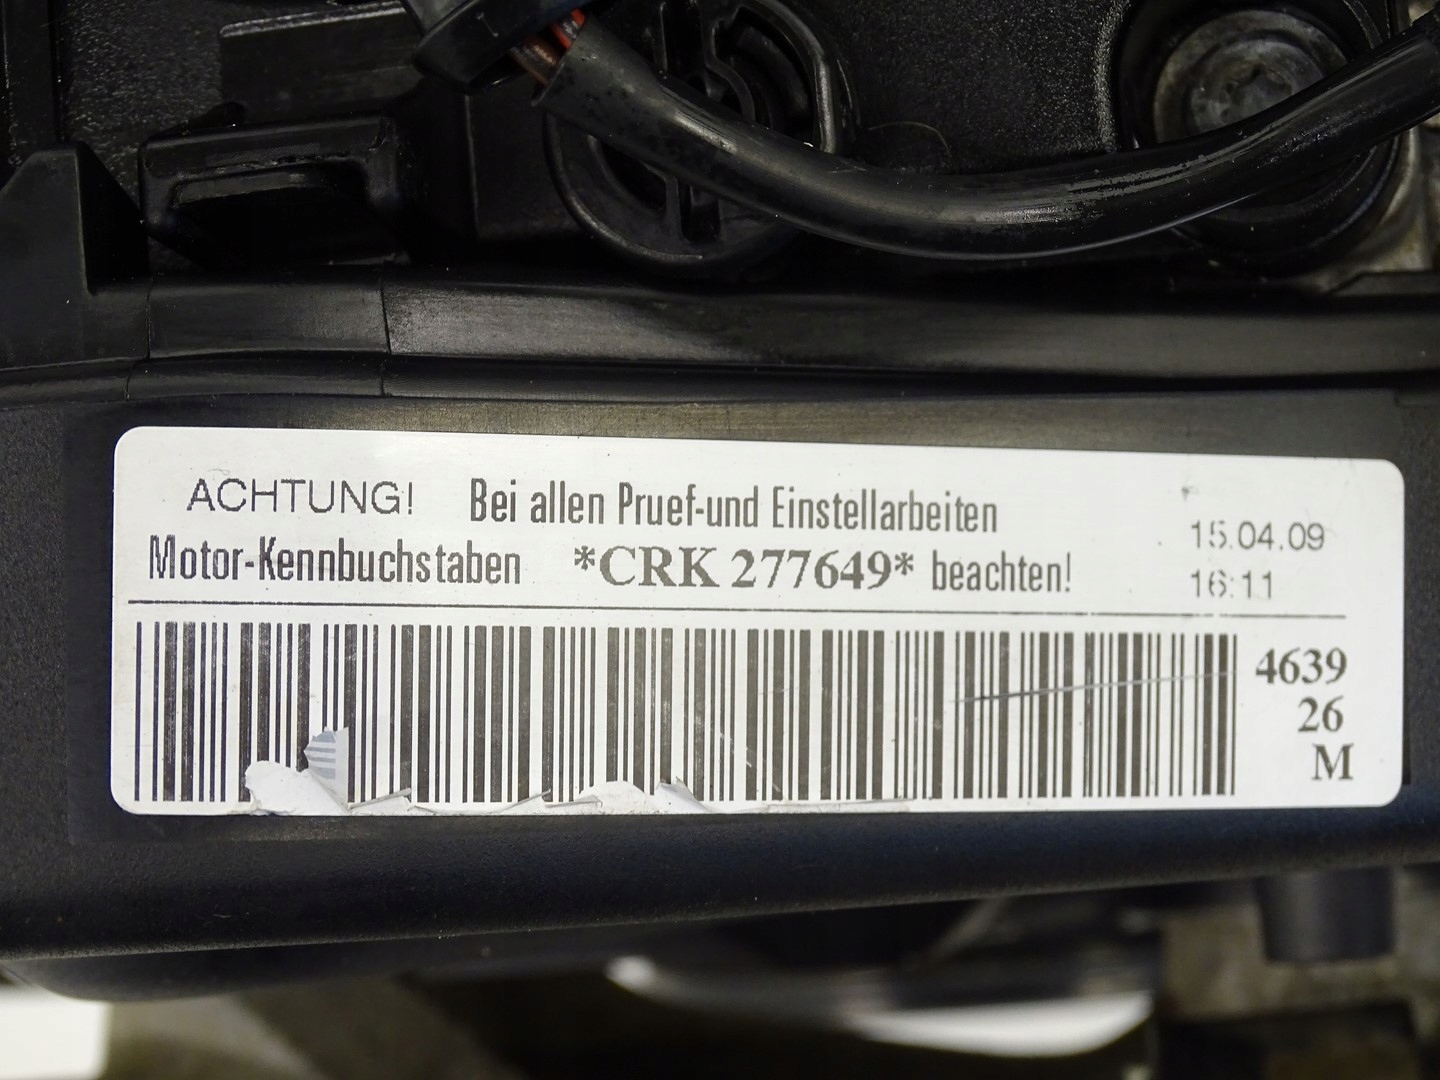 ACHTUNG! Bei allen Pruef-und Einstellarbeiten
Motor-Kennbuchstaben *CRK 277649* beachten!
15.04.09
16:11
4639
26
M